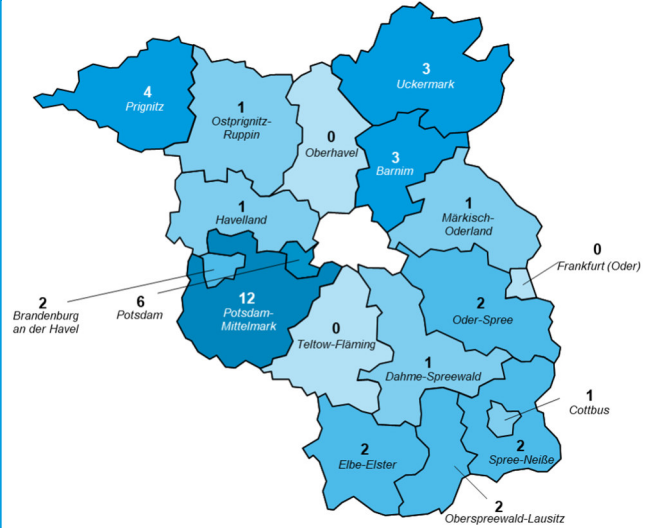 3
Uckermark
4
Prignitz
1
Ostprignitz-
Ruppin
0
Oberhavel
3
Barnim
1
Havelland
1
Märkisch-
Oderland
0
Frankfurt (Oder)
2
Brandenburg
an der Havel
6
Potsdam
12
Potsdam-
Mittelmark
2
Oder-Spree
0
Teltow-Fläming
1
Dahme-Spreewald
1
Cottbus
2
Elbe-Elster
2
Spree-Neiße
2
Oberspreewald-Lausitz